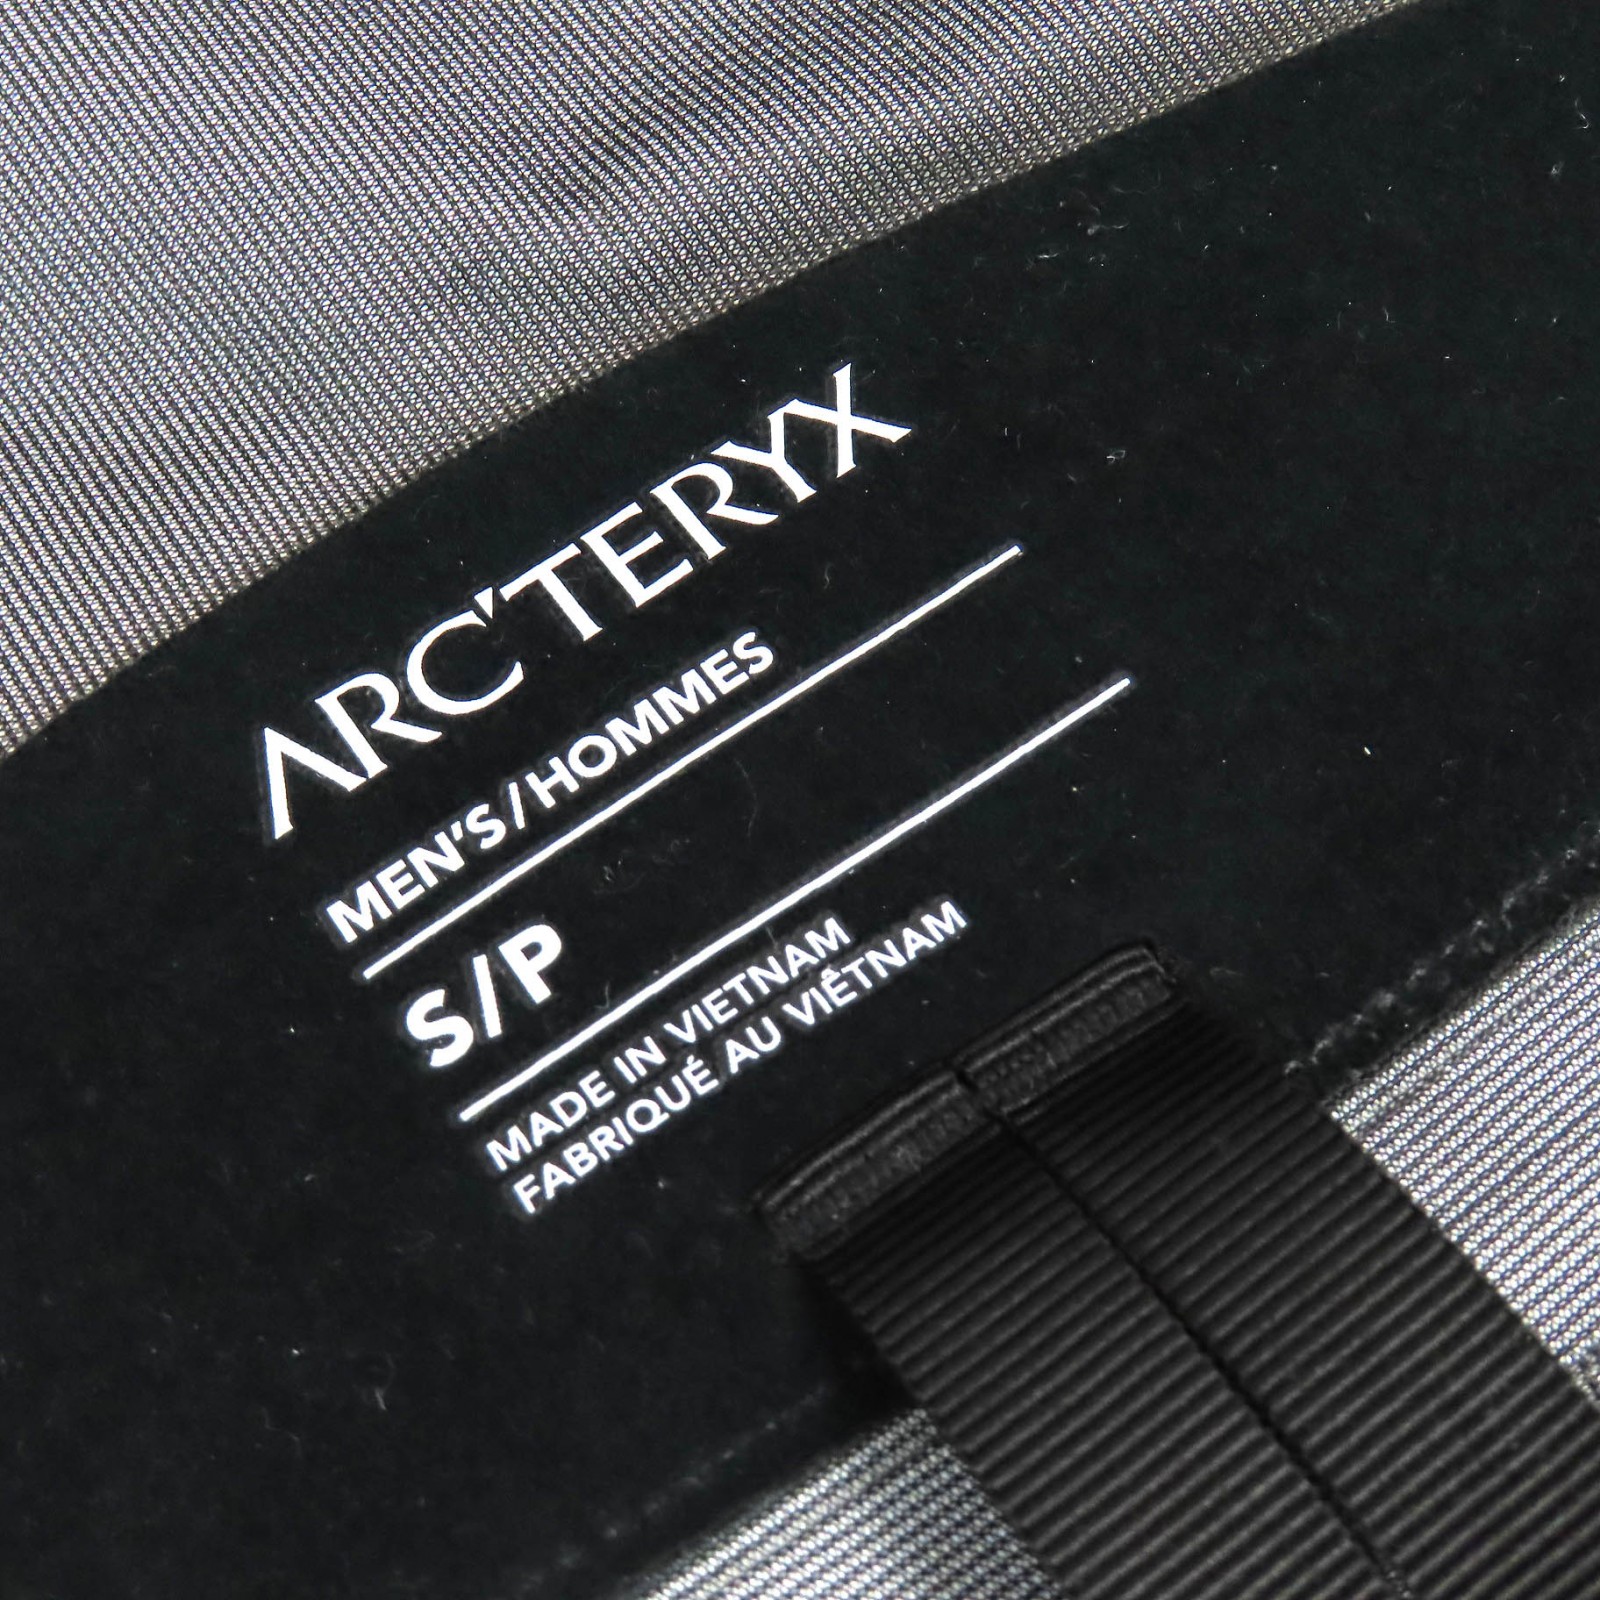 ARC'TERYX
MEN'S/HOMMES
S/P
MADE IN VIETNAM
FABRIQUÉ AU VIÊTNAM